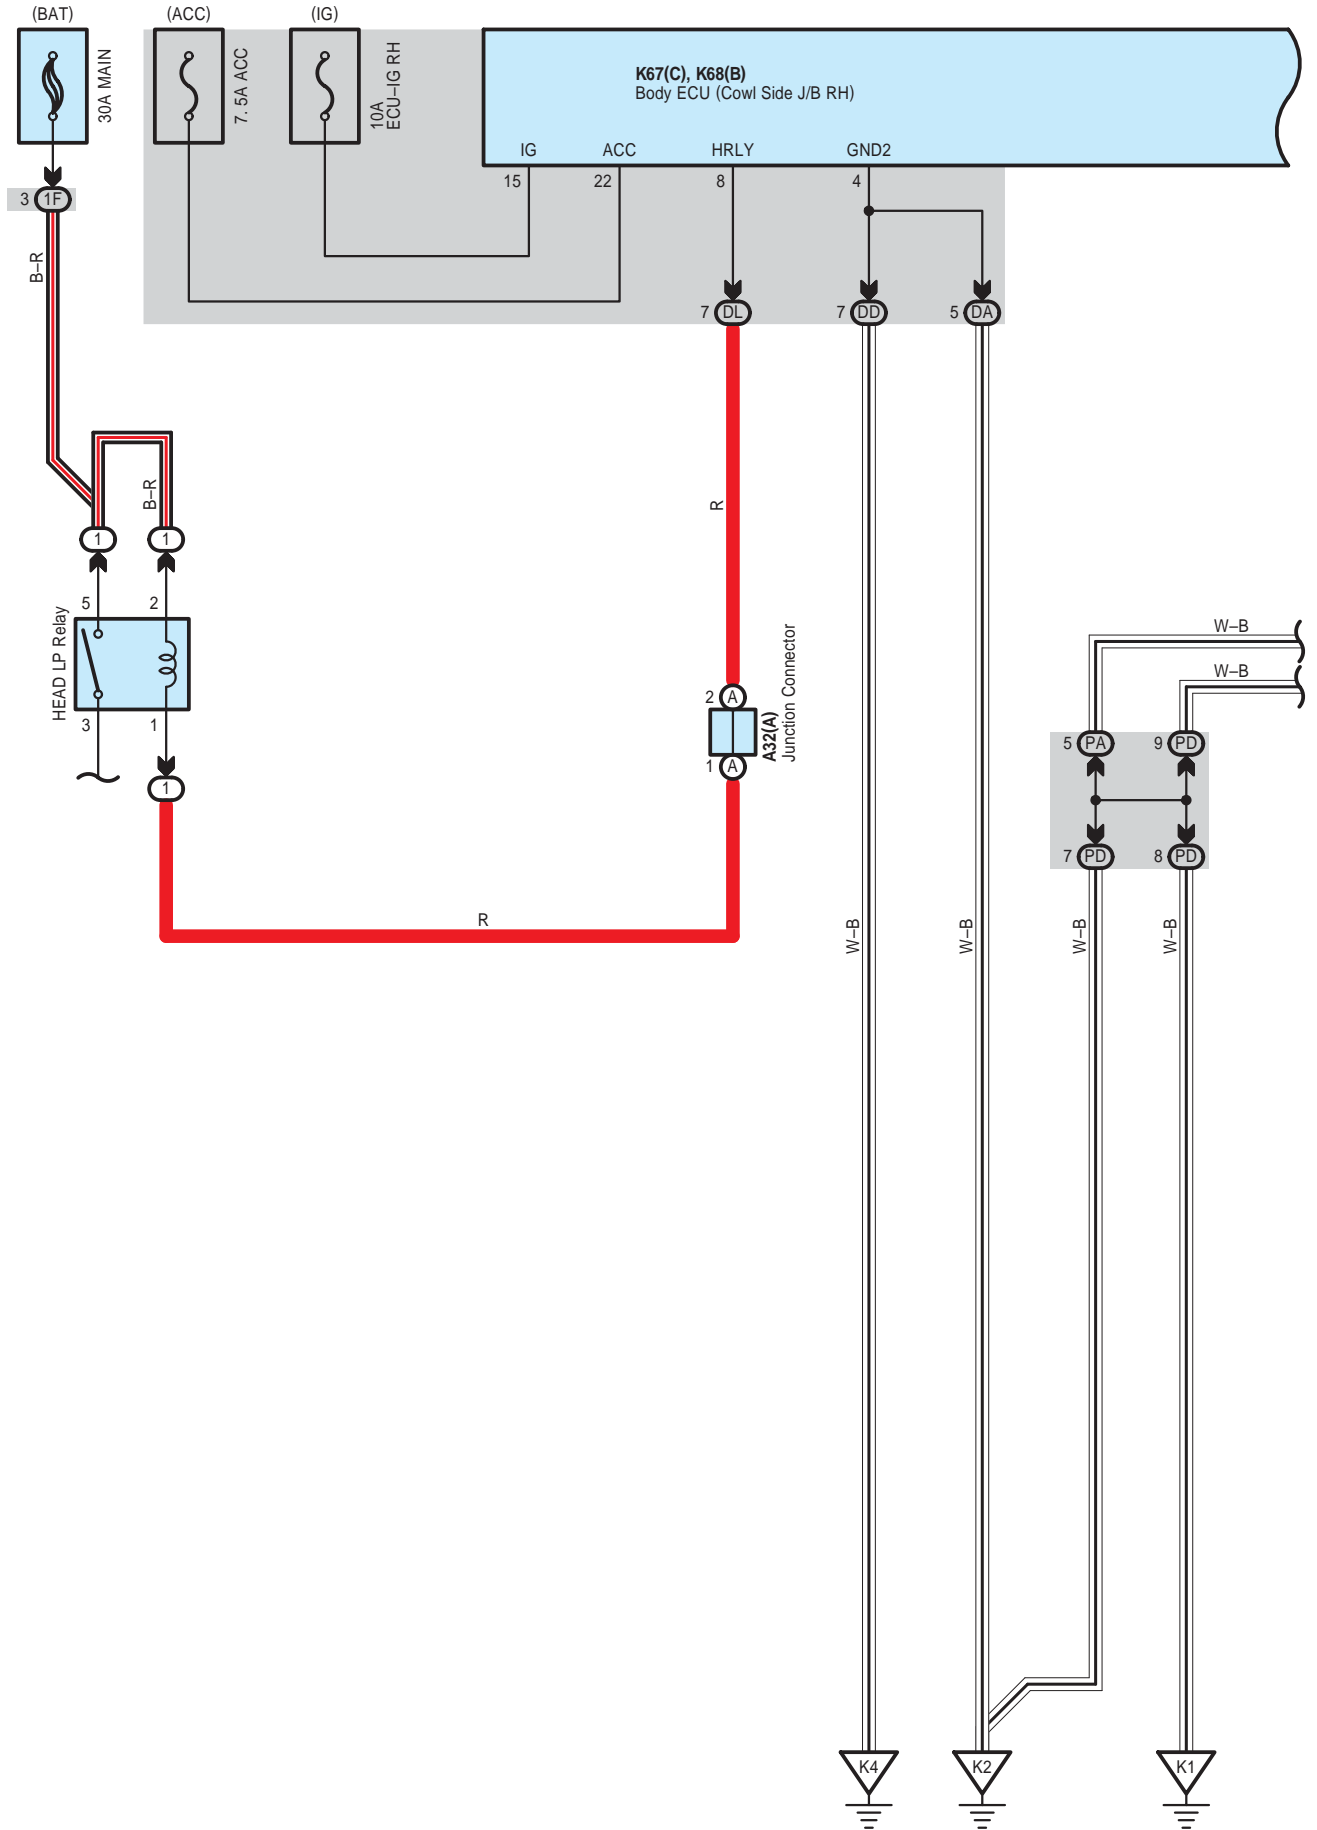 (BAT)
(ACC)
(IG)
30A MAIN
7. 5A ACC
10A
ECU–IG RH
K67(C), K68(B)
Body ECU (Cowl Side J/B RH)
IG
ACC
HRLY
GND2
15
22
8
4
3
1F
B–R
7
DL
7
DD
5
DA
B–R
R
1
1
5
2
HEAD LP Relay
3
1
1
2
A
A32(A)
Junction Connector
1
A
W–B
W–B
5
PA
9
PD
7
PD
8
PD
R
W–B
W–B
W–B
W–B
K4
K2
K1